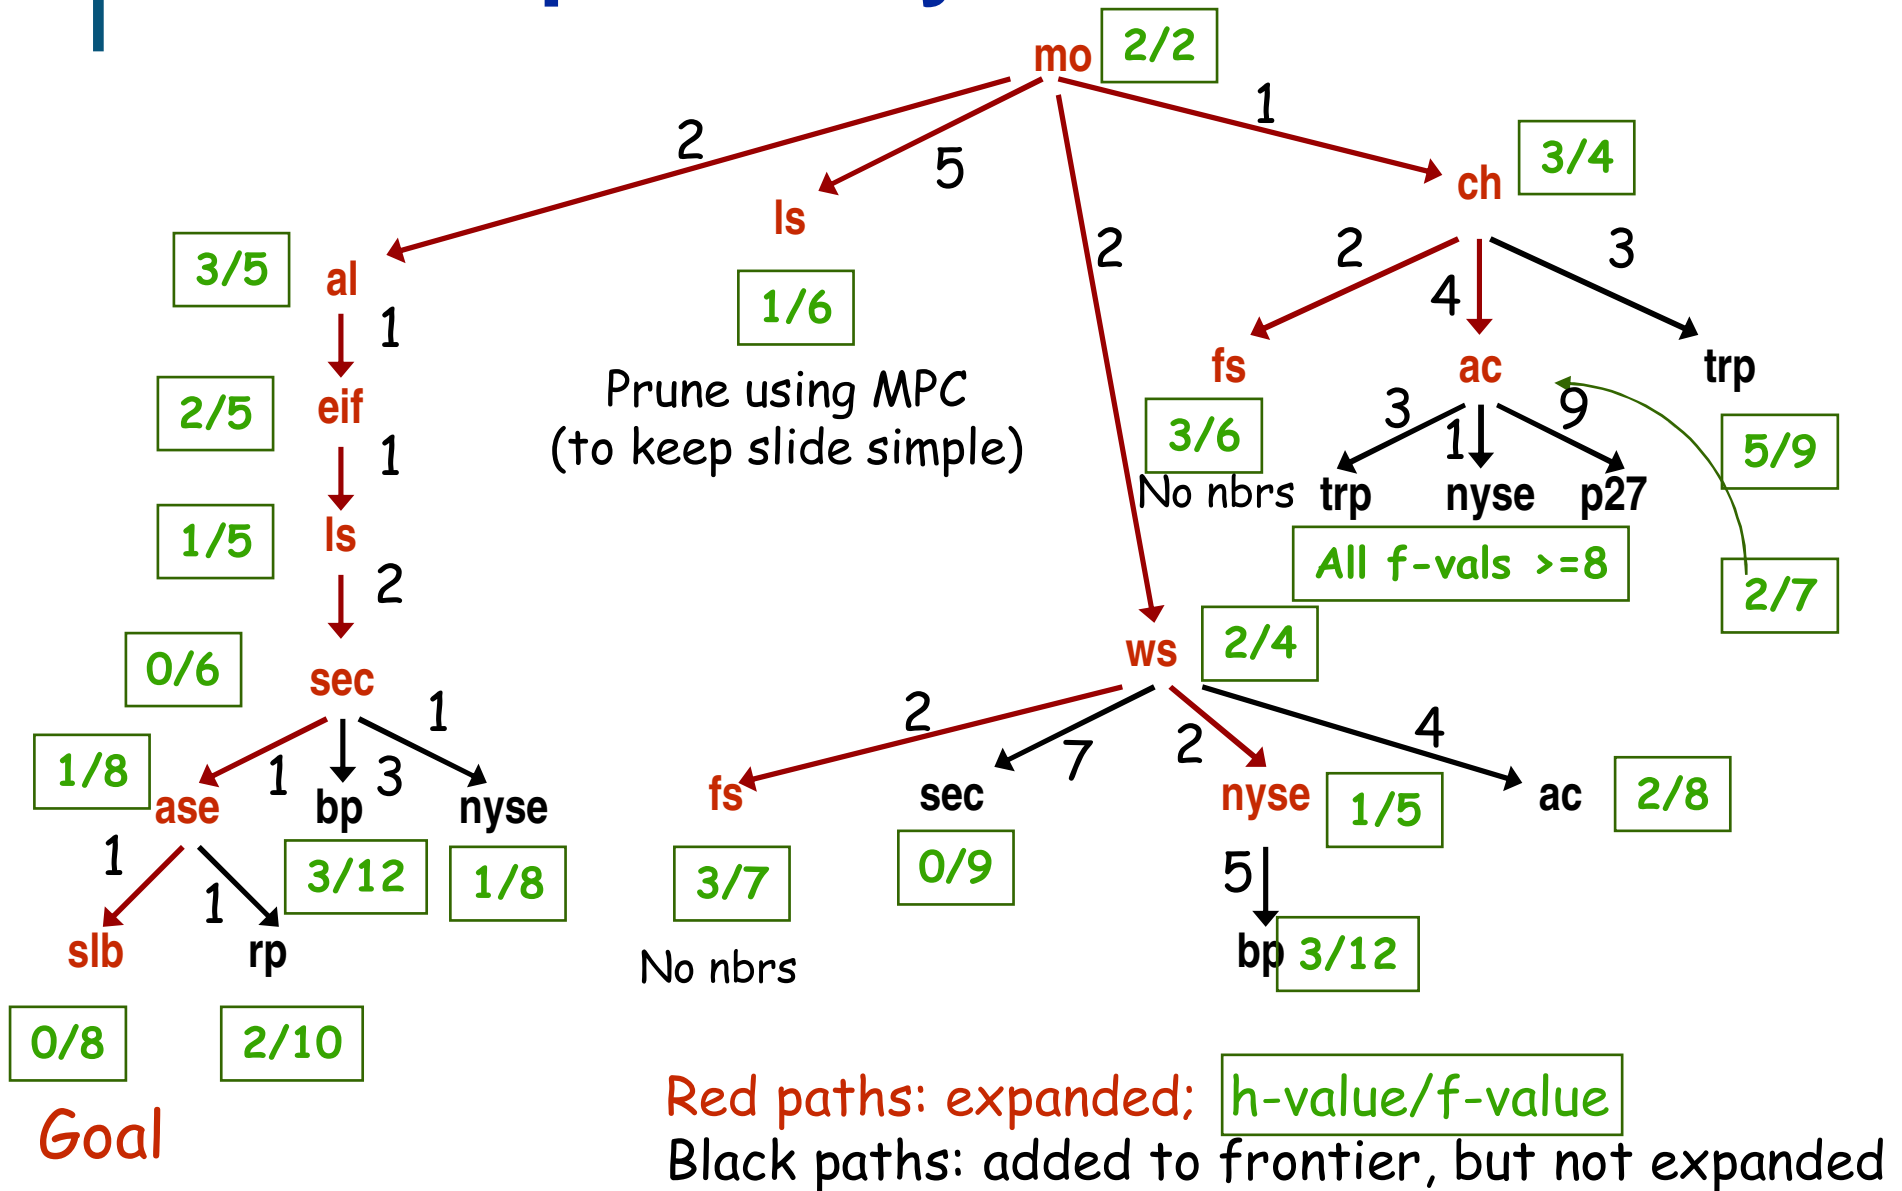 mo 2/2
1
2
5
3/4
ch
ls
2
2
3
3/5
al
4
1/6
1
fs
ac
trp
Prune using MPC
2/5
eif
3
9
3/6
1
5/9
(to keep slide simple)
1
No nbrs
trp
nyse
p27
1/5
ls
All f-vals >=8
2
2/7
ws
2/4
0/6
sec
1
2
4
7
2
1/8
1
3
ase
bp
nyse
fs
sec
nyse
1/5
ac
2/8
1
3/12
1/8
3/7
0/9
5
1
slb
rp
No nbrs
bp
3/12
0/8
2/10
Goal
Red paths: expanded; h-value/f-value
Black paths: added to frontier, but not expanded